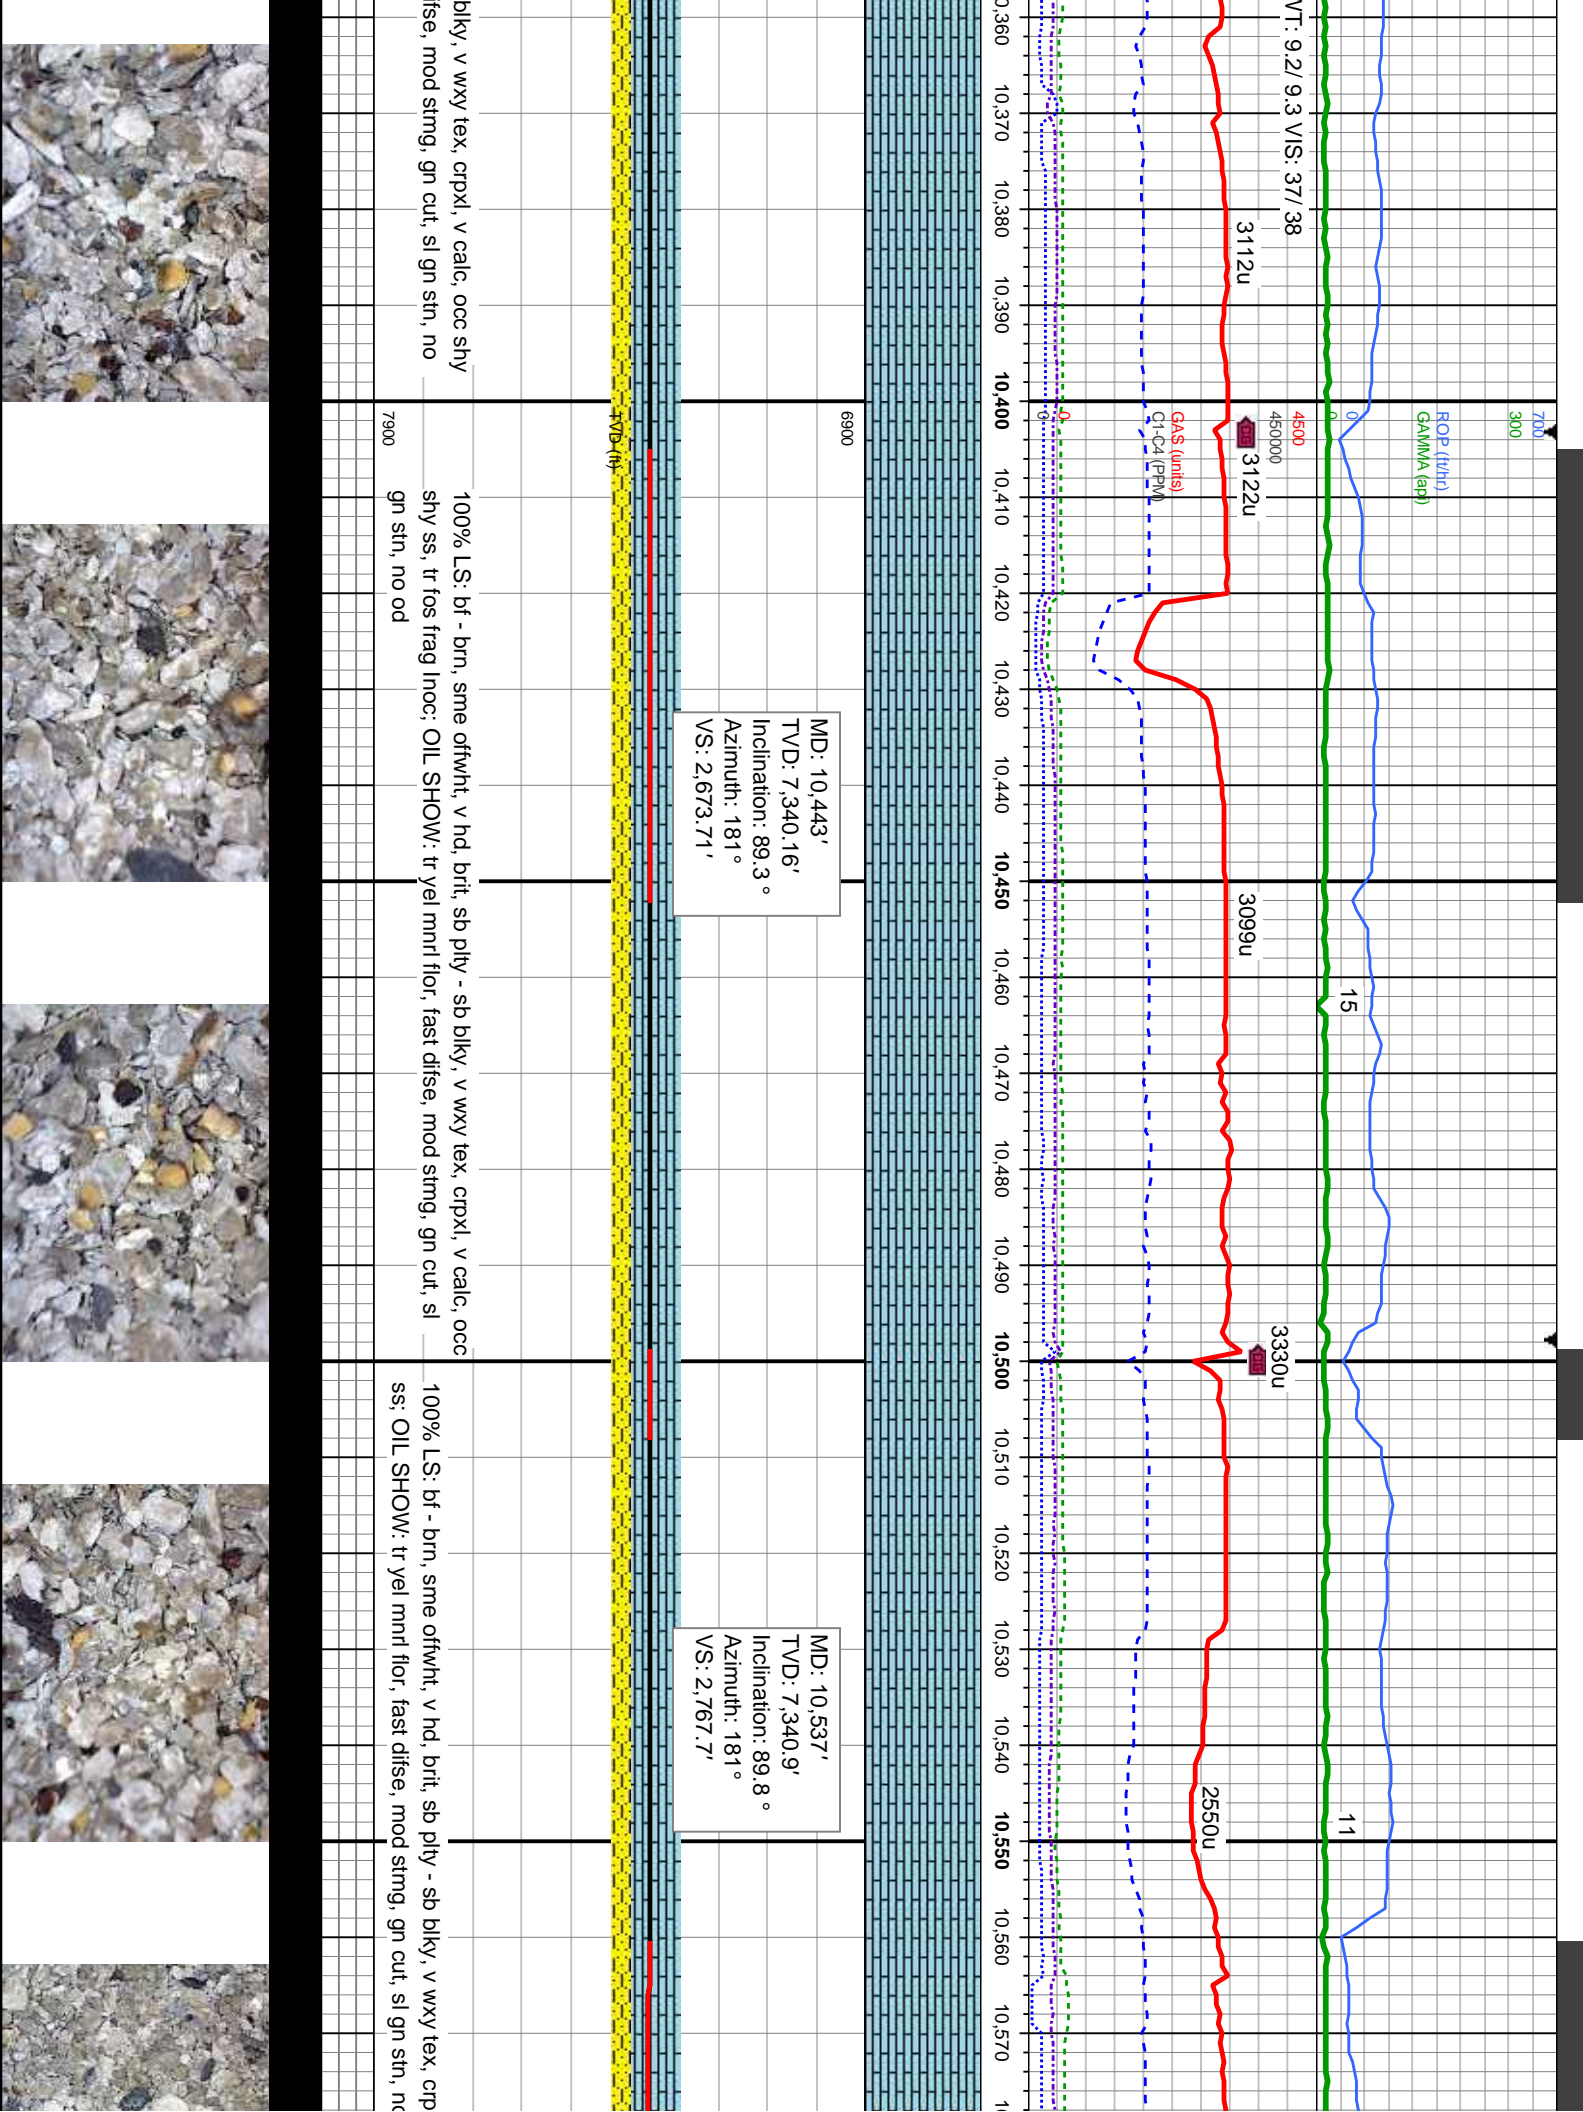 700
300
ROP (ft/hr)
GAMMA (api)
0
0
4500
450000
GAS (units)
C1-C4 (PPM)
0
0
WT: 9.2/ 9.3 VIS: 37/ 38
3112u
3122u
3099u
15
3330u
2550u
11
DG
DG
10,370
10,380
10,390
10,400
10,410
10,420
10,430
10,440
10,450
10,460
10,470
10,480
10,490
10,500
10,510
10,520
10,530
10,540
10,550
10,560
10,570
6900
TVD (ft)
7900
MD: 10,443'
TVD: 7,340.16'
Inclination: 89.3 °
Azimuth: 181°
VS: 2,673.71'
MD: 10,537'
TVD: 7,340.9'
Inclination: 89.8 °
Azimuth: 181°
VS: 2,767.7'
blky, v wxy tex, crpxl, v calc, occ shy
mod stmg, gn cut, sl gn stn, no
100% LS: bf - brn, sme offwht, v hd, brit, sb plty - sb blky, v wxy tex, crpxl, v calc, occ
shy ss, tr fos frag Inoc; OIL SHOW: tr yel mnrl flor, fast difse, mod stmg, gn cut, sl
gn stn, no od
100% LS: bf - brn, sme offwht, v hd, brit, sb plty - sb blky, v wxy tex, crp
ss; OIL SHOW: tr yel mnrl flor, fast difse, mod stmg, gn cut, sl gn stn, no